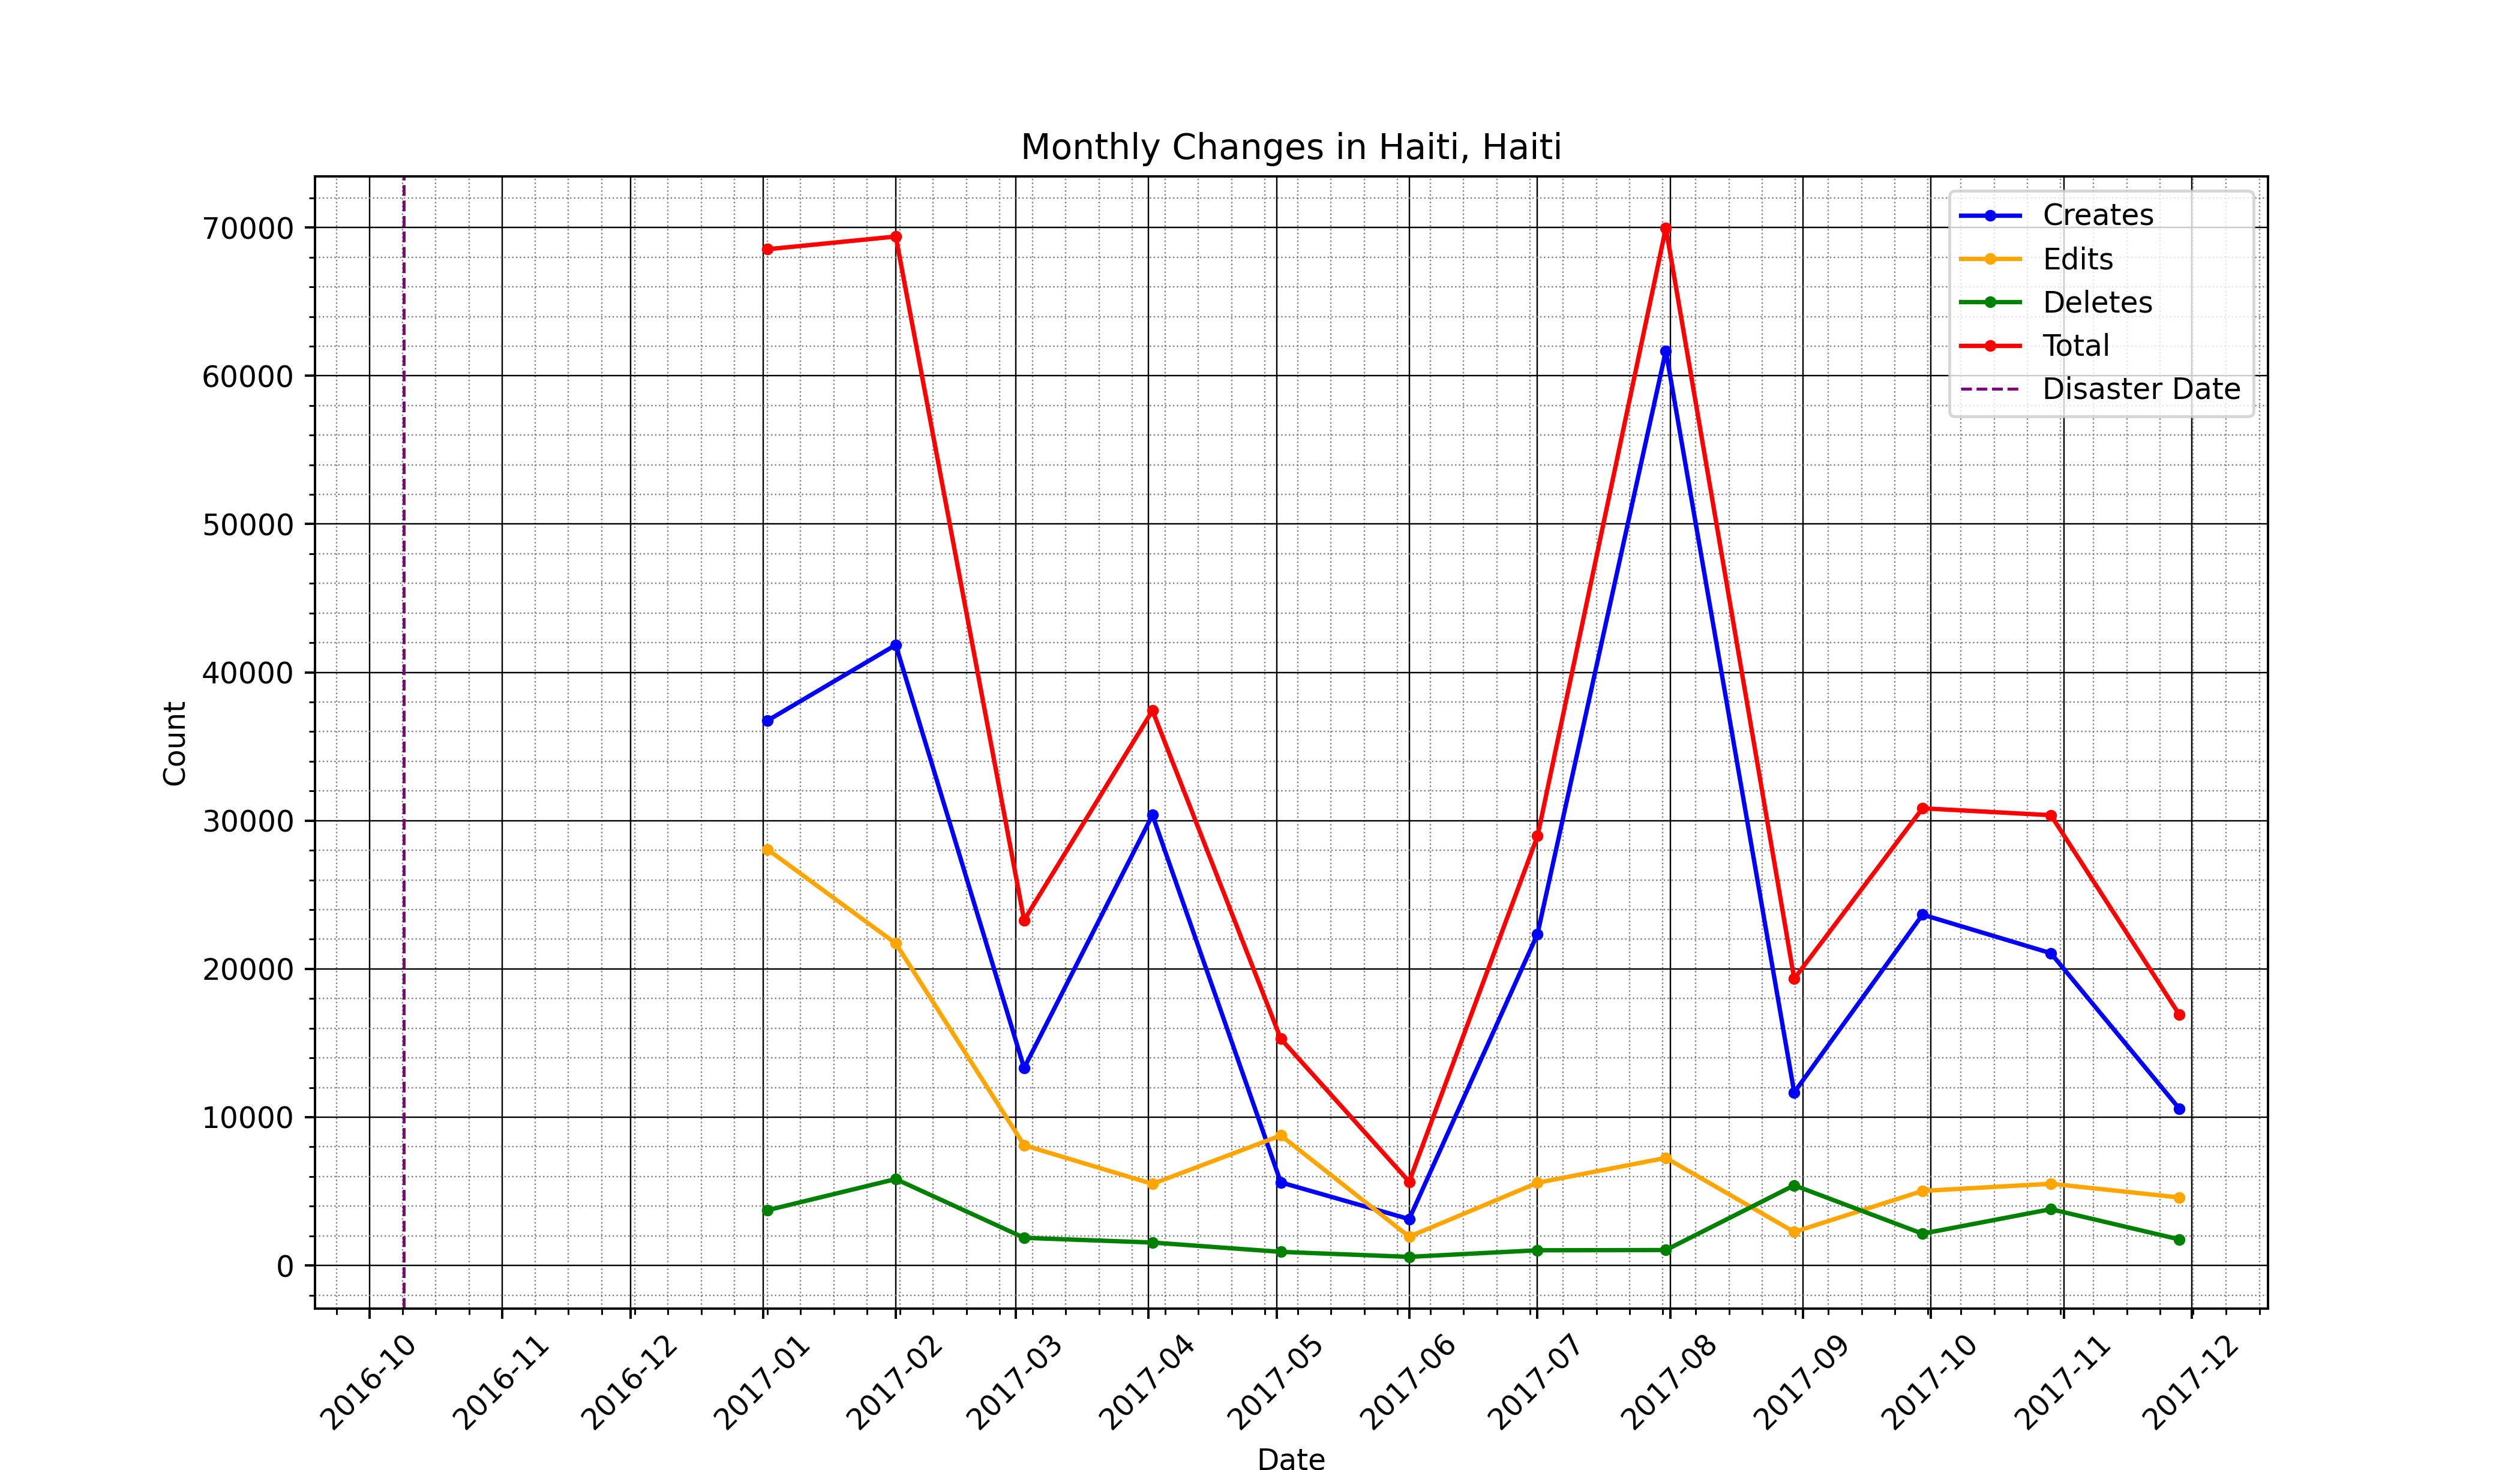 Monthly Changes in Haiti, Haiti
Creates
Edits
Deletes
Total
Disaster Date
70000
60000
50000
40000
30000
20000
10000
0
Count
2016-10
2016-11
2016-12
2017-01
2017-02
2017-03
2017-04
2017-05
2017-06
2017-07
2017-08
2017-09
2017-10
2017-11
2017-12
Date